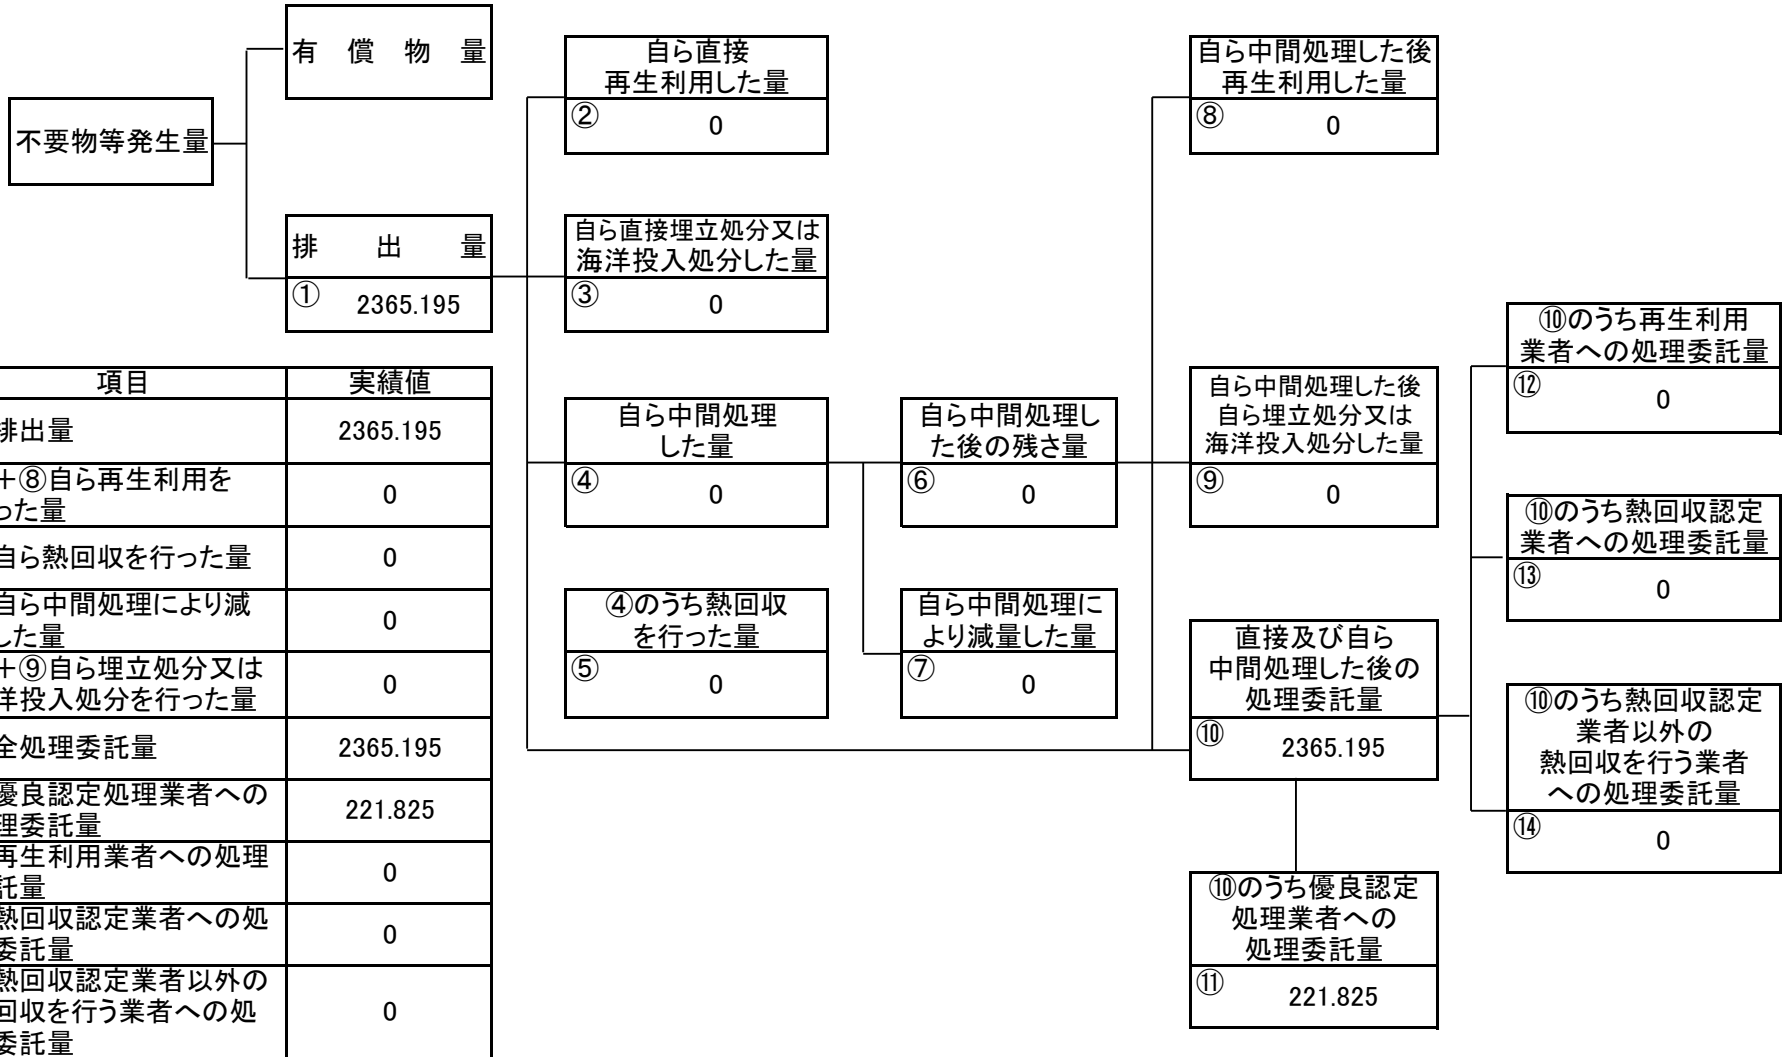 有　償　物　量
不要物等発生量
排　　出　　量
① 2365.195
自ら直接
再生利用した量
② 0
自ら直接埋立処分又は
海洋投入処分した量
③ 0
自ら中間処理
した量
④ 0
④のうち熱回収
を行った量
⑤ 0
自ら中間処理し
た後の残さ量
⑥ 0
自ら中間処理に
より減量した量
⑦ 0
自ら中間処理した後
再生利用した量
⑧ 0
自ら中間処理した後
自ら埋立処分又は
海洋投入処分した量
⑨ 0
直接及び自ら
中間処理した後の
処理委託量
⑩ 2365.195
⑩のうち優良認定
処理業者への
処理委託量
⑪ 221.825
⑩のうち再生利用
業者への処理委託量
⑫ 0
⑩のうち熱回収認定
業者への処理委託量
⑬ 0
⑩のうち熱回収認定
業者以外の
熱回収を行う業者
への処理委託量
⑭ 0
項目 実績値
排出量 2365.195
＋⑧自ら再生利用を
った量 0
自ら熱回収を行った量 0
自ら中間処理により減
した量 0
＋⑨自ら埋立処分又は
洋投入処分を行った量 0
全処理委託量 2365.195
優良認定処理業者への
理委託量 221.825
再生利用業者への処理
託量 0
熱回収認定業者への処
委託量 0
熱回収認定業者以外の
回収を行う業者への処
委託量 0